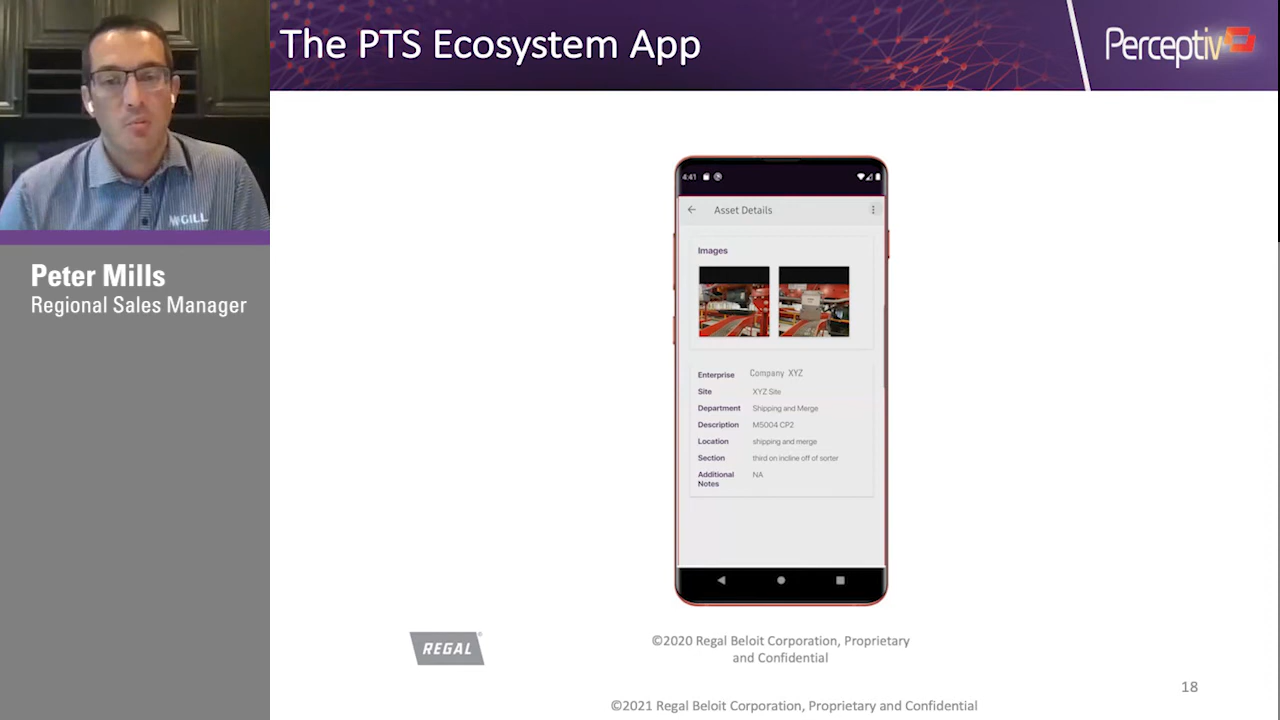 The PTS Ecosystem App
Perceptiv
McGILL
Peter Mills
Regional Sales Manager
4:41
Asset Details
Images
Enterprise Company XYZ
Site XYZ Site
Department Shipping and Merge
Description M5004 CP2
Location shipping and merge
Section third on incline off of sorter
Additional NA
Notes
REGAL®
©2020 Regal Beloit Corporation, Proprietary
and Confidential
18
©2021 Regal Beloit Corporation, Proprietary and Confidential